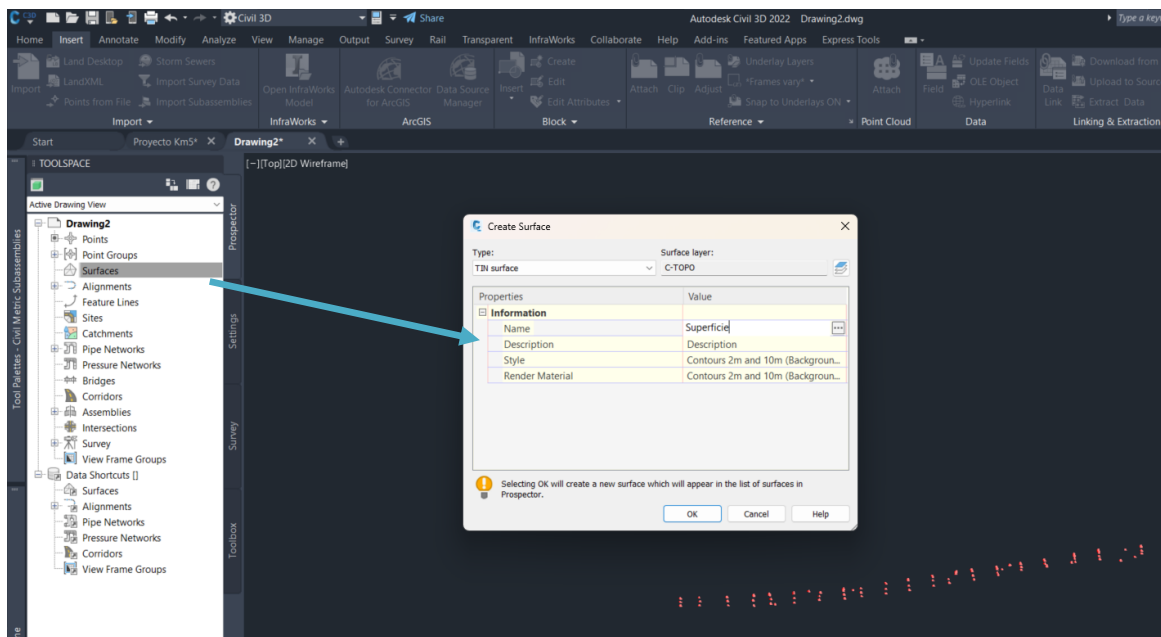 Civil 3D
Share
Autodesk Civil 3D 2022 Drawing2.dwg
Type a key
Home Insert Annotate Modify Analyze View Manage Output Survey Rail Transparent InfraWorks Collaborate Help Add-ins Featured Apps Express Tools
Land Desktop Storm Sewers Create Underlay Layers Update Fields Download from
LandXML Import Survey Data Edit *Frames vary* OLE Object Upload to Sourc
Import Points from File Import Subassemblies Open InfraWorks Model Autodesk Connector for ArcGIS Data Source Manager Insert Edit Attributes Attach Clip Adjust Snap to Underlays ON Attach Field Hyperlink Data Link Extract Data
Import InfraWorks ArcGIS Block Reference Point Cloud Data Linking & Extraction
Start Proyecto Km5* Drawing2*
TOOLSPACE
[−][Top][2D Wireframe]
Active Drawing View
Drawing2
Points
Point Groups
Surfaces
Alignments
Feature Lines
Sites
Catchments
Pipe Networks
Pressure Networks
Bridges
Corridors
Assemblies
Intersections
Survey
View Frame Groups
Data Shortcuts []
Surfaces
Alignments
Pipe Networks
Pressure Networks
Corridors
View Frame Groups
Prospector
Settings
Survey
Toolbox
Tool Palettes - Civil Metric Subassemblies
Create Surface
Type: Surface layer:
TIN surface C-TOPO
Properties Value
Information
Name Superficie
Description Description
Style Contours 2m and 10m (Backgroun...
Render Material Contours 2m and 10m (Backgroun...
Selecting OK will create a new surface which will appear in the list of surfaces in
Prospector.
OK Cancel Help